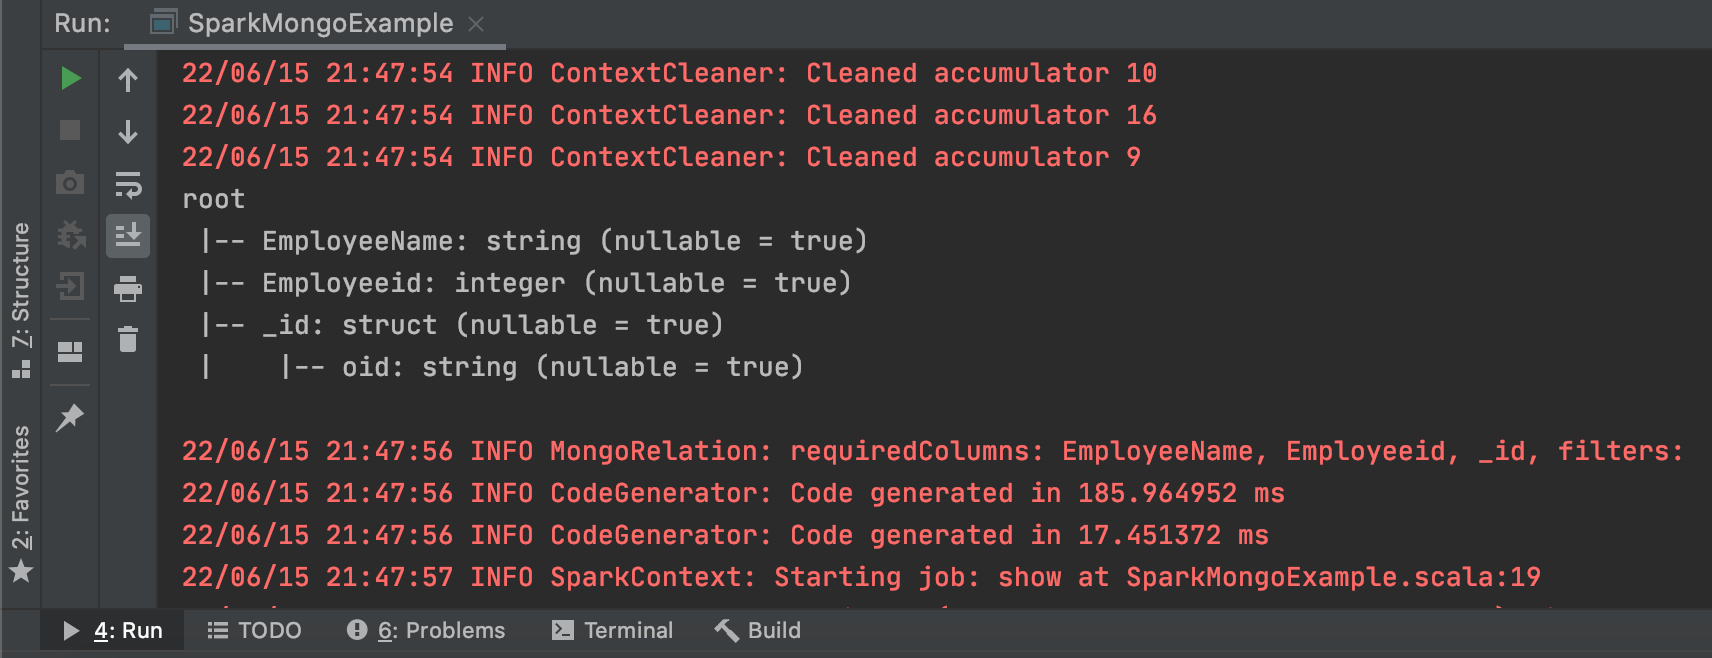 Run: SparkMongoExample
22/06/15 21:47:54 INFO ContextCleaner: Cleaned accumulator 10
22/06/15 21:47:54 INFO ContextCleaner: Cleaned accumulator 16
22/06/15 21:47:54 INFO ContextCleaner: Cleaned accumulator 9
root
 |-- EmployeeName: string (nullable = true)
 |-- Employeeid: integer (nullable = true)
 |-- _id: struct (nullable = true)
 |    |-- oid: string (nullable = true)
22/06/15 21:47:56 INFO MongoRelation: requiredColumns: EmployeeName, Employeeid, _id, filters:
22/06/15 21:47:56 INFO CodeGenerator: Code generated in 185.964952 ms
22/06/15 21:47:56 INFO CodeGenerator: Code generated in 17.451372 ms
22/06/15 21:47:57 INFO SparkContext: Starting job: show at SparkMongoExample.scala:19
7: Structure
2: Favorites
4: Run TODO 6: Problems Terminal Build